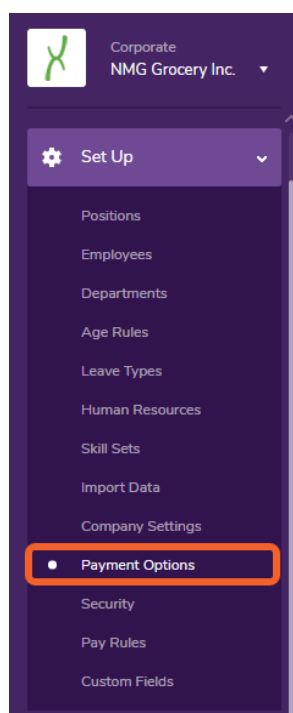 Corporate
NMG Grocery Inc.
Set Up
Positions
Employees
Departments
Age Rules
Leave Types
Human Resources
Skill Sets
Import Data
Company Settings
Payment Options
Security
Pay Rules
Custom Fields